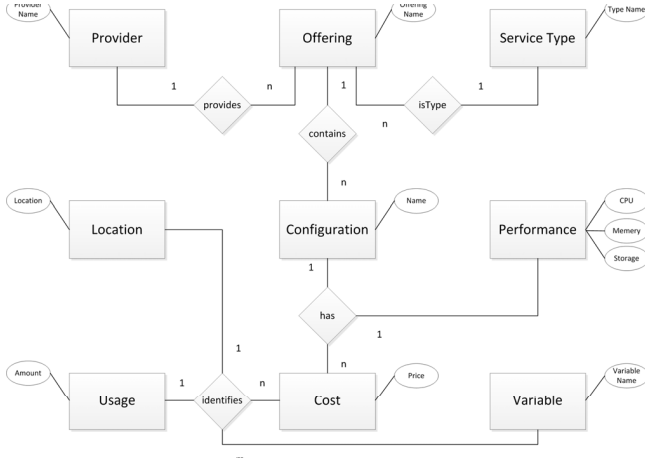 Provider
Name
Offering
Name
Type Name
Provider
Offering
Service Type
1
n
1
1
provides
isType
n
contains
n
Location
Name
CPU
Location
Configuration
Performance
Memory
Storage
1
has
1
1
n
Amount
Price
Variable
Name
1
n
Usage
identifies
Cost
Variable